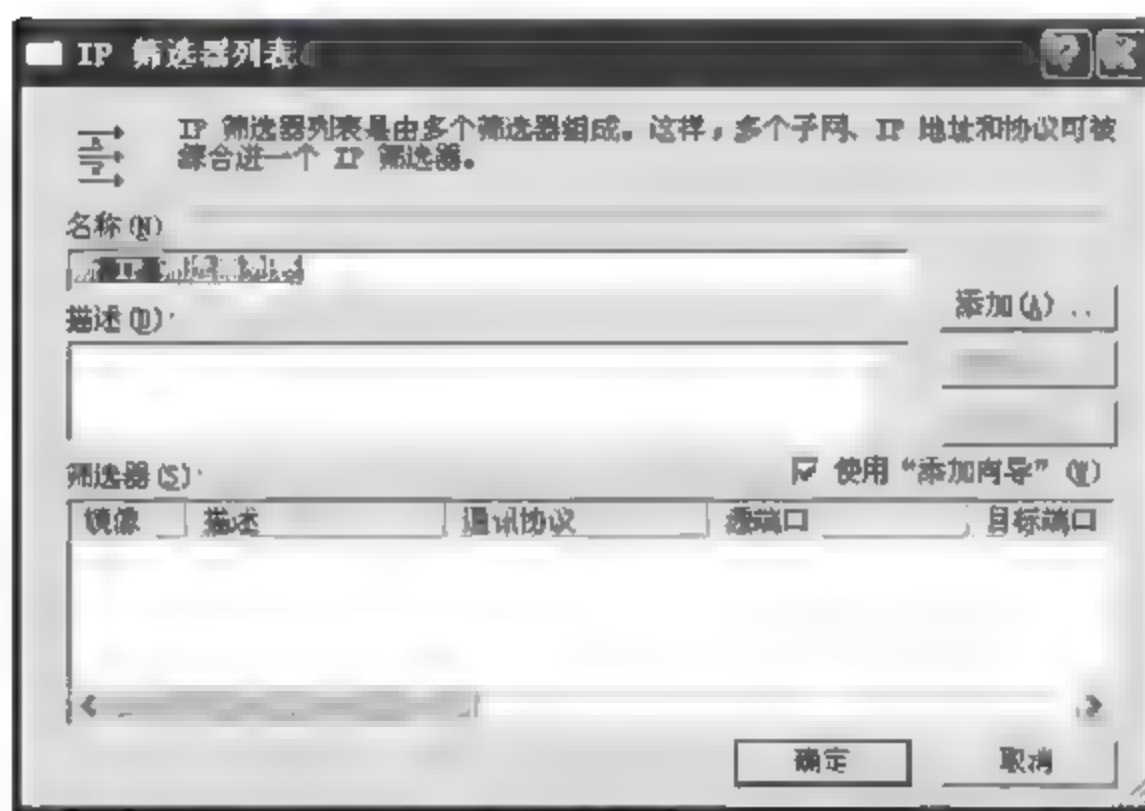 IP 筛选器列表
IP 筛选器列表是由多个筛选器组成。这样，多个子网、IP 地址和协议可被
综合进一个 IP 筛选器。
名称(N)
添加(A)..
描述(D):
筛选器(S):
使用“添加向导”(W)
镜像 描述 通讯协议 源端口 目标端口
确定 取消